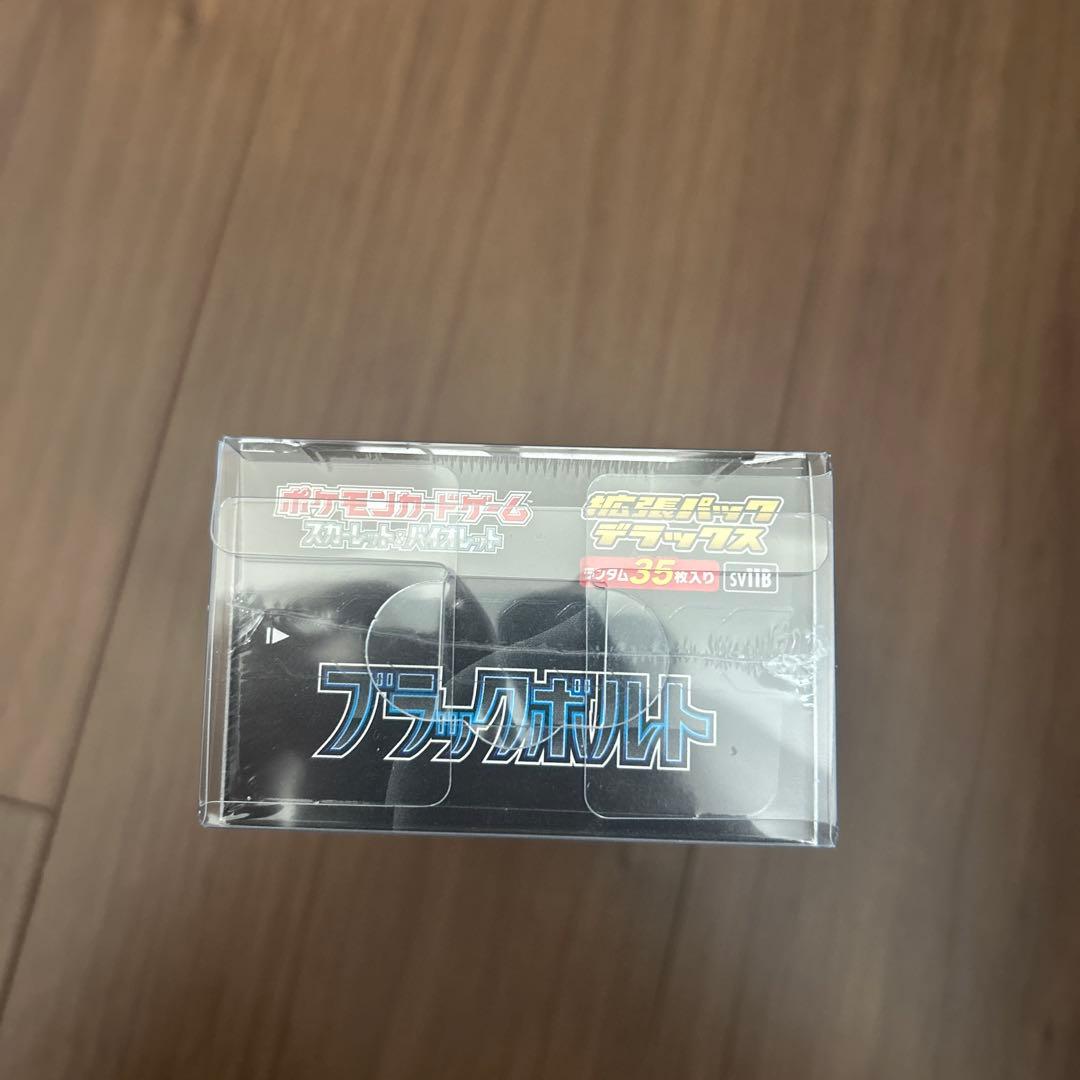 ポケモンカードゲーム
スカーレット&バイオレット
拡張パック
デラックス
ランダム35枚入り SV11B
ブラックボルト